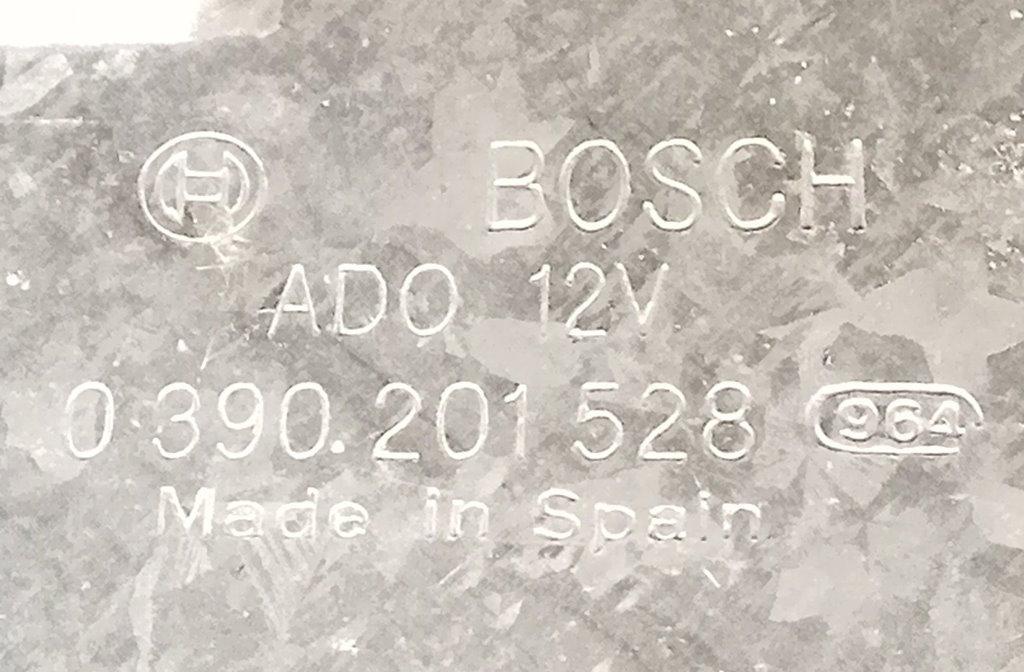 BOSCH
ADO 12V
0 390.201 528 964
Made in Spain